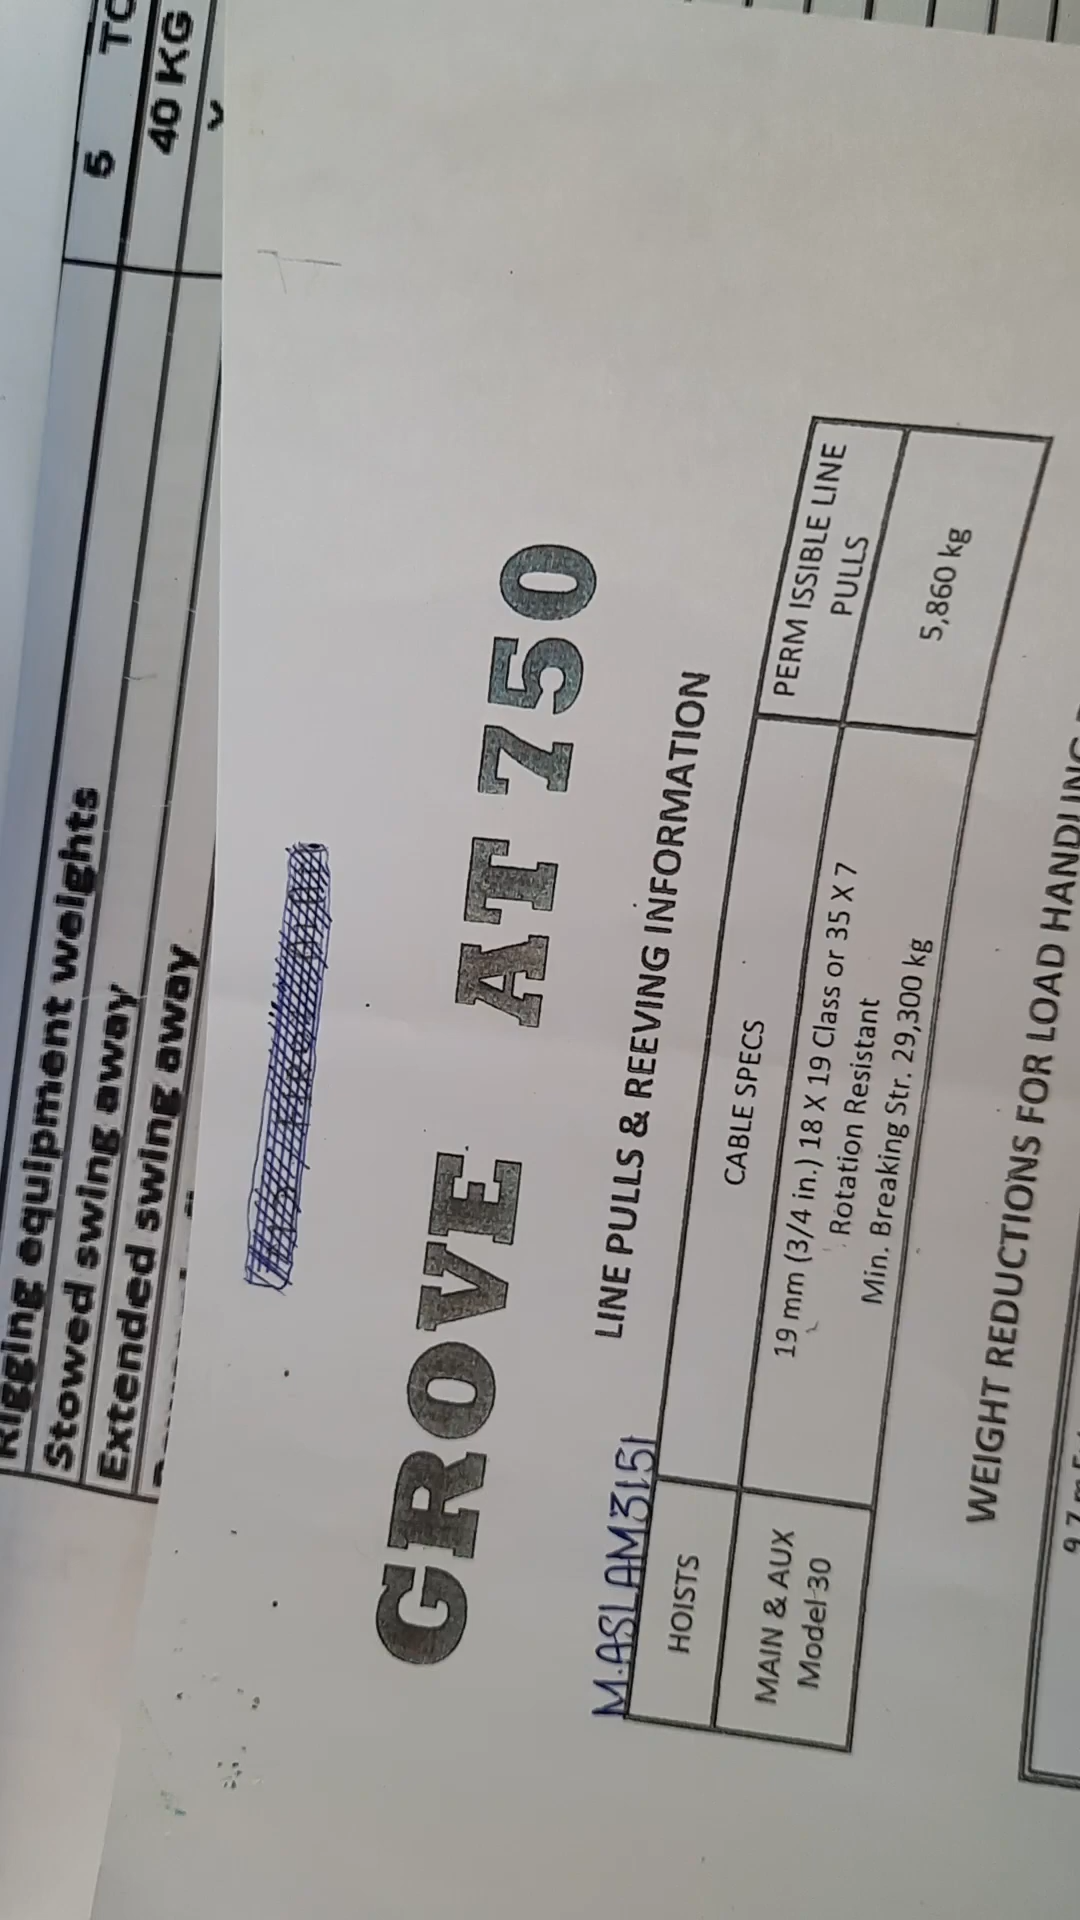 Rigging equipment weights
Stowed swing away 5
Extended swing away 40 KG
GROVE AT 750
LINE PULLS & REEVING INFORMATION
M.ASLAM3151
HOISTS CABLE SPECS PERM ISSIBLE LINE
PULLS
MAIN & AUX
Model-30
19 mm (3/4 in.) 18 X 19 Class or 35 X 7
Rotation Resistant
Min. Breaking Str. 29,300 kg
5,860 kg
WEIGHT REDUCTIONS FOR LOAD HANDLING